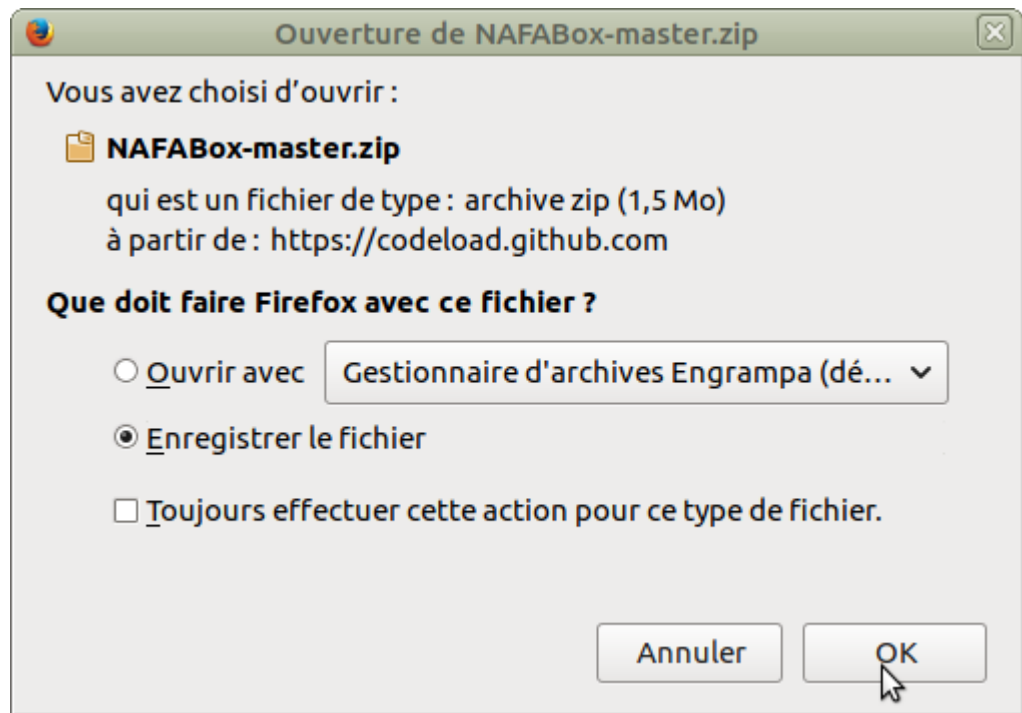 Ouverture de NAFABox-master.zip
Vous avez choisi d’ouvrir :
NAFABox-master.zip
qui est un fichier de type : archive zip (1,5 Mo)
à partir de : https://codeload.github.com
Que doit faire Firefox avec ce fichier ?
Ouvrir avec Gestionnaire d'archives Engrampa (dé…
Enregistrer le fichier
Toujours effectuer cette action pour ce type de fichier.
Annuler OK